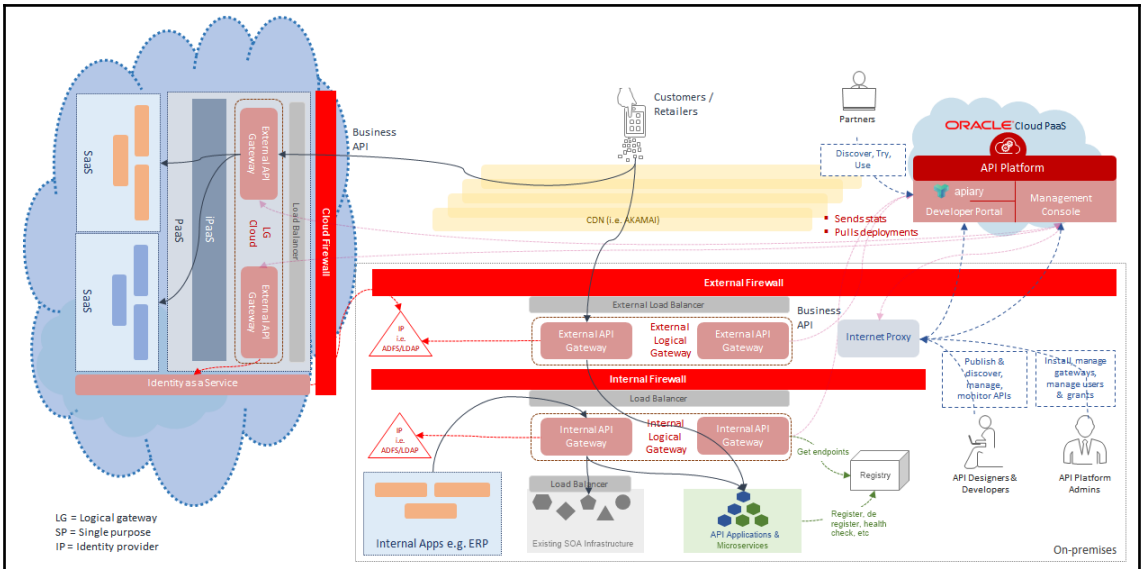 Customers /
Retailers
Partners
ORACLE® Cloud PaaS
API Platform
apiary
Developer Portal
Management
Console
Discover, Try,
Use
Business
API
CDN (i.e. AKAMAI)
Sends stats
Pulls deployments
SaaS
SaaS
PaaS
iPaaS
External API
Gateway
LG
Cloud
External API
Gateway
Load Balancer
Cloud Firewall
Identity as a Service
External Firewall
External Load Balancer
Business
API
External API
Gateway
External
Logical
Gateway
External API
Gateway
IP
i.e.
ADFS/LDAP
Internet Proxy
Internal Firewall
Load Balancer
Internal API
Gateway
Internal
Logical
Gateway
Internal API
Gateway
IP
i.e.
ADFS/LDAP
Publish &
discover,
manage,
monitor APIs
Install, manage
gateways,
manage users
& grants
API Designers &
Developers
API Platform
Admins
Get endpoints
Registry
Register, de
register, health
check, etc
Load Balancer
Existing SOA Infrastructure
API Applications &
Microservices
Internal Apps e.g. ERP
On-premises
LG = Logical gateway
SP = Single purpose
IP = Identity provider